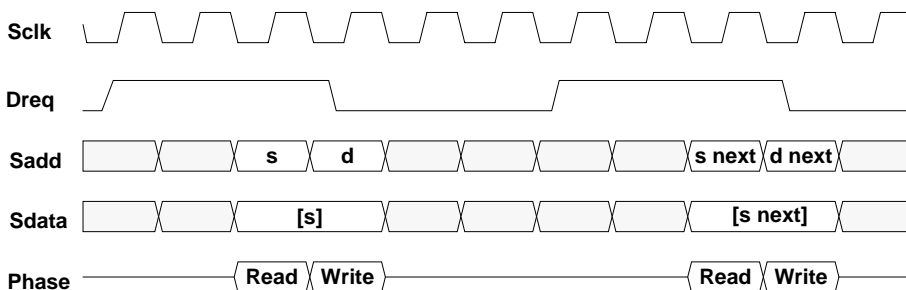 Sclk
Dreq
Sadd s d s next d next
Sdata [s] [s next]
Phase Read Write Read Write